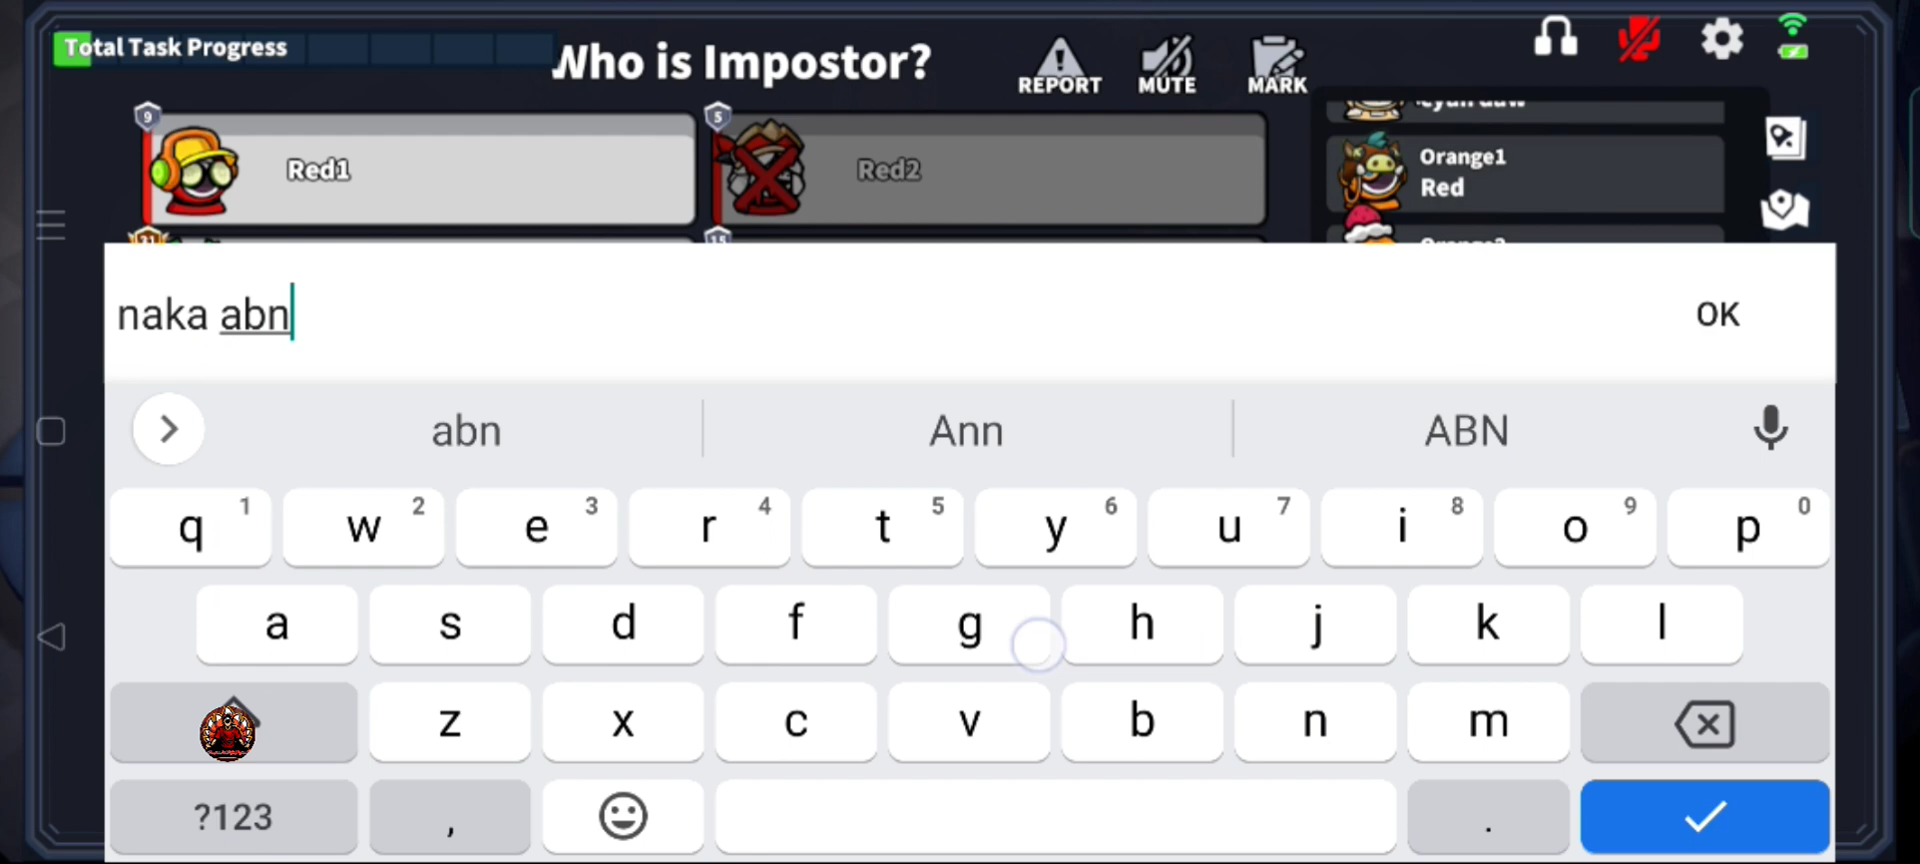 Total Task Progress
Who is Impostor?
REPORT
MUTE
MARK
9
Red1
5
Red2
Orange1
Red
naka abn
OK
abn
Ann
ABN
q 1 w 2 e 3 r 4 t 5 y 6 u 7 i 8 o 9 p 0
a s d f g h j k l
z x c v b n m
?123 , .